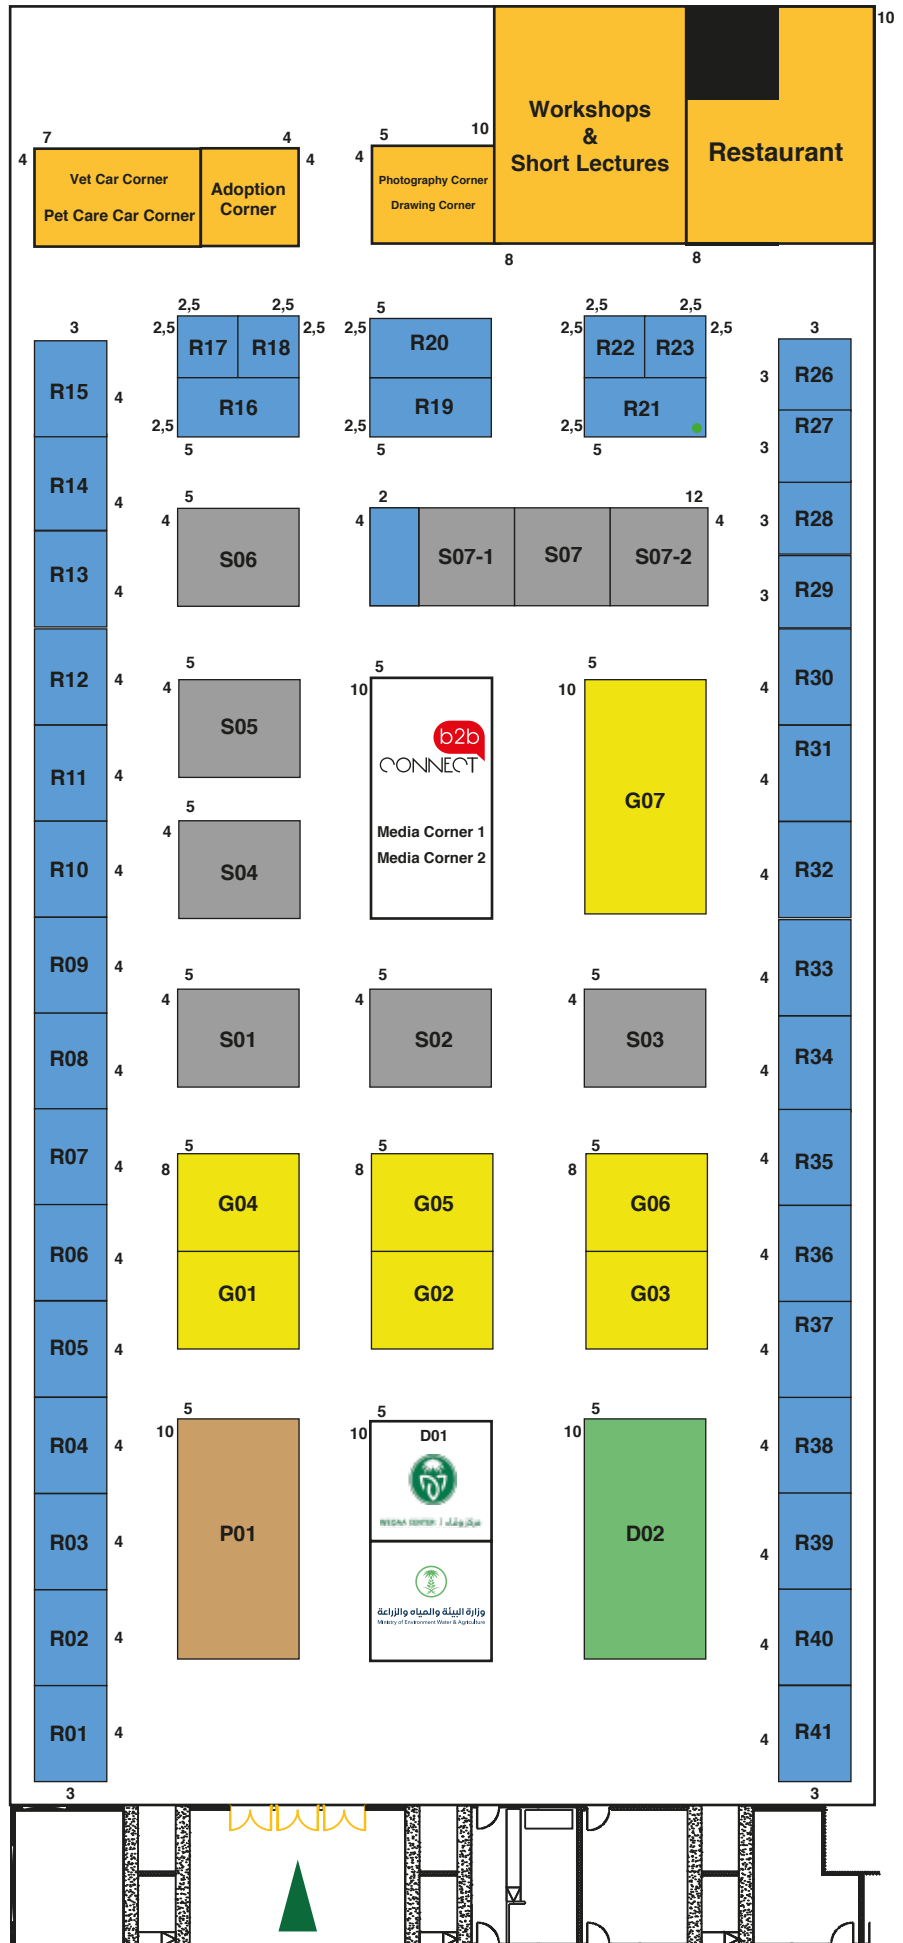 10
Workshops
&
Short Lectures
Restaurant
7
4
4
4
Vet Car Corner
Pet Care Car Corner
Adoption
Corner
5
10
4
Photography Corner
Drawing Corner
8
8
2,5
2,5
2,5
2,5
R17
R18
R16
2,5
5
5
2,5
R20
R19
2,5
5
2,5
2,5
2,5
2,5
R22
R23
R21
2,5
5
3
R15
4
R14
4
R13
4
R12
4
R11
4
R10
4
R09
4
R08
4
R07
4
R06
4
R05
4
R04
4
R03
4
R02
4
R01
4
3
3
3
R26
R27
3
3
R28
3
R29
R30
4
R31
4
R32
4
R33
4
R34
4
R35
4
R36
4
R37
4
R38
4
R39
4
R40
4
R41
4
3
5
4
S06
2
12
4
4
S07-1
S07
S07-2
5
4
S05
5
4
S04
5
10
b2b
CONNECT
Media Corner 1
Media Corner 2
5
10
G07
5
4
S01
5
4
S02
5
4
S03
5
8
G04
G01
5
8
G05
G02
5
8
G06
G03
5
10
P01
5
10
D01
وزارة البيئة والمياه والزراعة
Ministry of Environment Water & Agriculture
5
10
D02